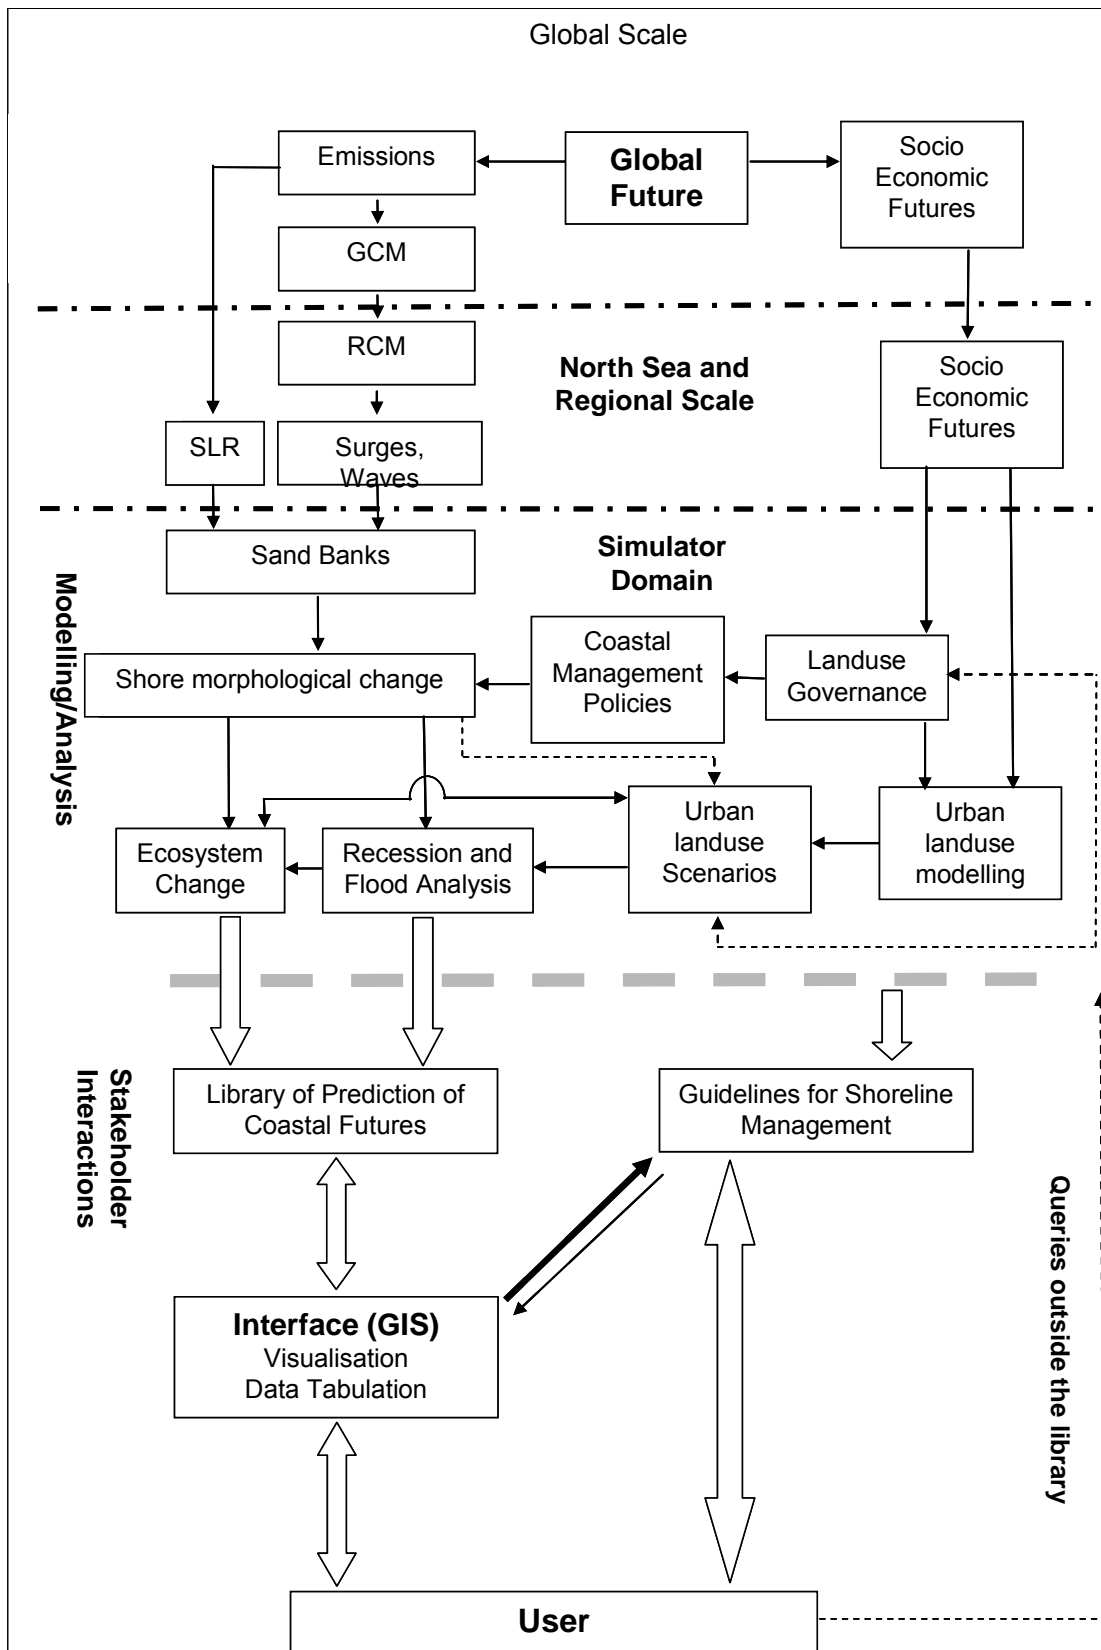 Global Scale
Emissions
Global
Future
Socio
Economic
Futures
GCM
RCM
North Sea and
Regional Scale
Socio
Economic
Futures
SLR
Surges,
Waves
Sand Banks
Simulator
Domain
Modelling/Analysis
Shore morphological change
Coastal
Management
Policies
Landuse
Governance
Ecosystem
Change
Recession and
Flood Analysis
Urban
landuse
Scenarios
Urban
landuse
modelling
Stakeholder
Interactions
Library of Prediction of
Coastal Futures
Guidelines for Shoreline
Management
Queries outside the library
Interface (GIS)
Visualisation
Data Tabulation
User